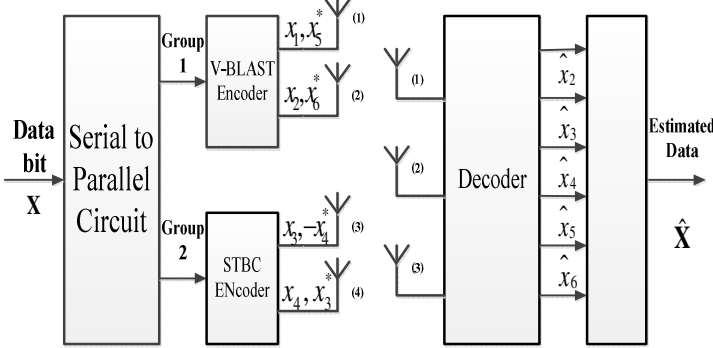 Data
bit
X
Serial to
Parallel
Circuit
Group
1
V-BLAST
Encoder
x₁, x₅*
(1)
x₂, x₆*
(2)
Group
2
STBC
ENcoder
x₃, -x₄*
(3)
x₄, x₃*
(4)
(1)
(2)
(3)
Decoder
x̂₂
x̂₃
x̂₄
x̂₅
x̂₆
Estimated
Data
X̂